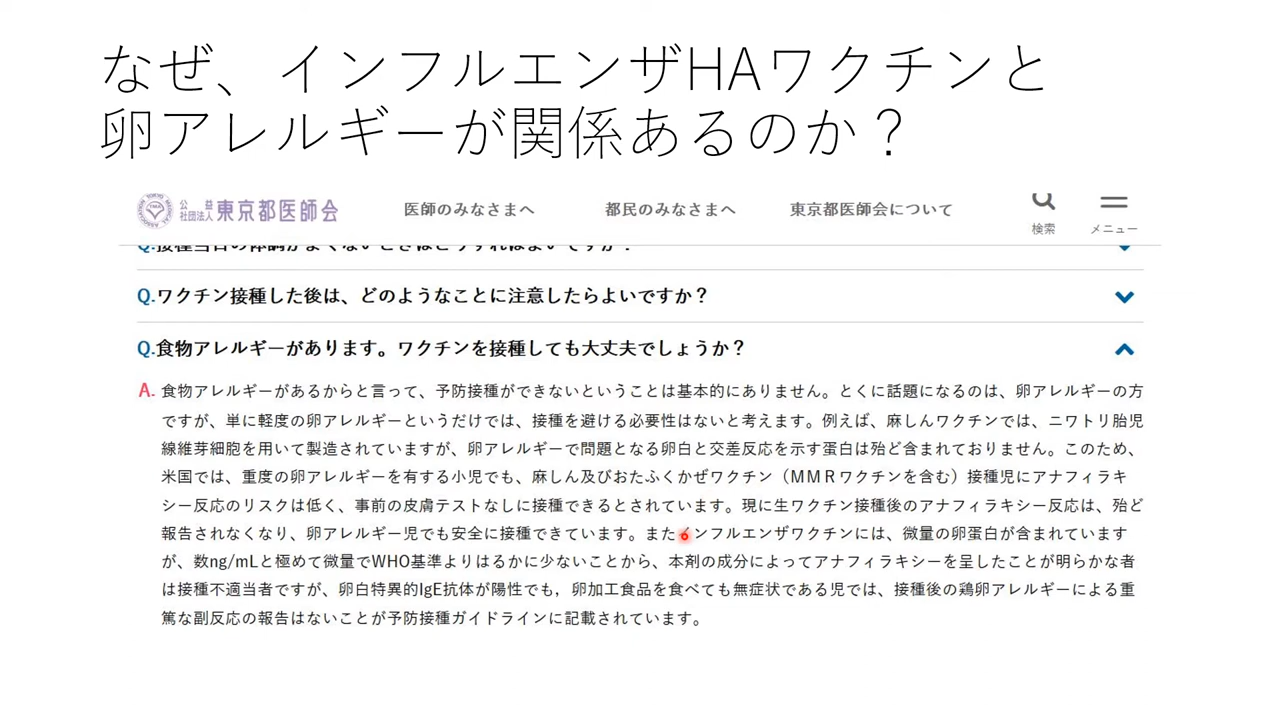 なぜ、インフルエンザHAワクチンと
卵アレルギーが関係あるのか？
公益社団法人 東京都医師会
医師のみなさまへ
都民のみなさまへ
東京都医師会について
検索
メニュー
Q.接種当日の体調がよくないときはどうすればよいですか？
Q.ワクチン接種した後は、どのようなことに注意したらよいですか？
Q.食物アレルギーがあります。ワクチンを接種しても大丈夫でしょうか？
A. 食物アレルギーがあるからと言って、予防接種ができないということは基本的にありません。とくに話題になるのは、卵アレルギーの方
ですが、単に軽度の卵アレルギーというだけでは、接種を避ける必要性はないと考えます。例えば、麻しんワクチンでは、ニワトリ胎児
線維芽細胞を用いて製造されていますが、卵アレルギーで問題となる卵白と交差反応を示す蛋白は殆ど含まれておりません。このため、
米国では、重度の卵アレルギーを有する小児でも、麻しん及びおたふくかぜワクチン（ＭＭＲワクチンを含む）接種児にアナフィラキ
シー反応のリスクは低く、事前の皮膚テストなしに接種できるとされています。現に生ワクチン接種後のアナフィラキシー反応は、殆ど
報告されなくなり、卵アレルギー児でも安全に接種できています。またインフルエンザワクチンには、微量の卵蛋白が含まれています
が、数ng/mLと極めて微量でWHO基準よりはるかに少ないことから、本剤の成分によってアナフィラキシーを呈したことが明らかな者
は接種不適当者ですが、卵白特異的IgE抗体が陽性でも，卵加工食品を食べても無症状である児では、接種後の鶏卵アレルギーによる重
篤な副反応の報告はないことが予防接種ガイドラインに記載されています。